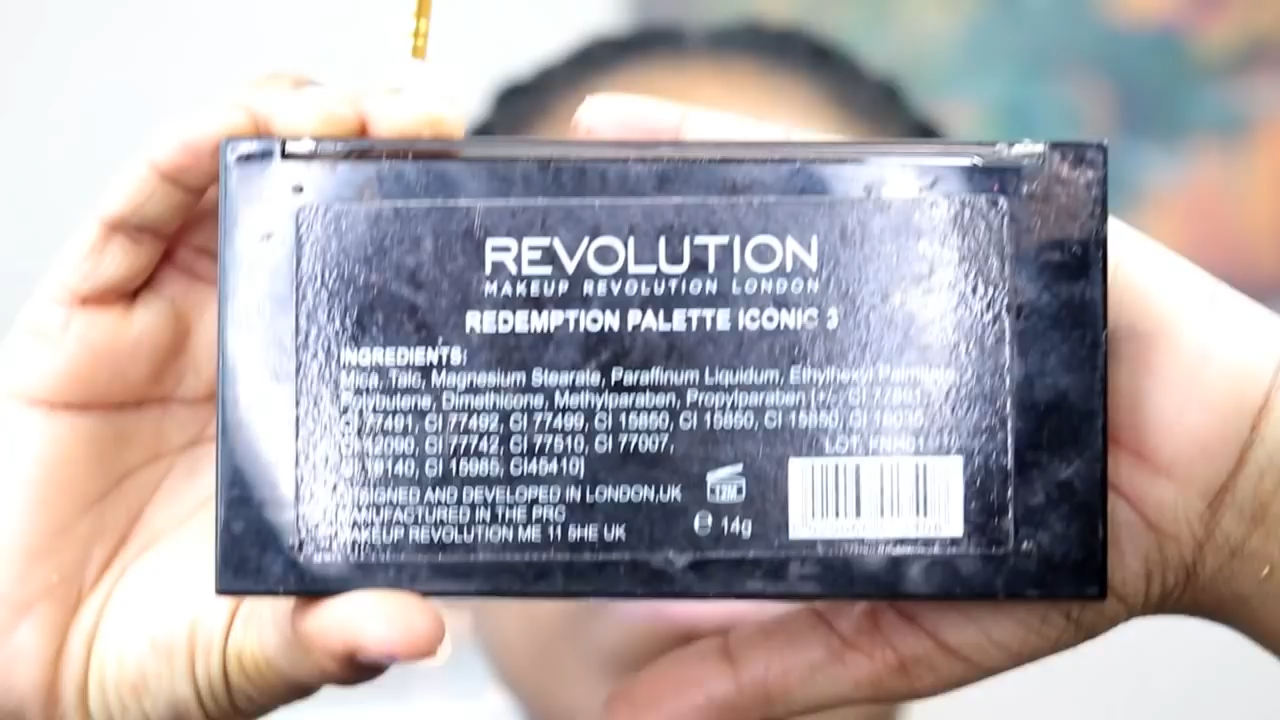 REVOLUTION
MAKEUP REVOLUTION LONDON
REDEMPTION PALETTE ICONIC 3
INGREDIENTS:
Mica, Talc, Magnesium Stearate, Paraffinum Liquidum, Ethylhexyl Palmitate,
Polybutene, Dimethicone, Methylparaben, Propylparaben [+/-
CI 77491, CI 77492, CI 77499, CI 15850, CI 15850, CI 15850,
CI 77742, CI 77510, CI 77007,
LOT:
CI 15985, CI45410]
DESIGNED AND DEVELOPED IN LONDON,UK
12M
MANUFACTURED IN THE PRC
14g
MAKEUP REVOLUTION ME 11 5HE UK